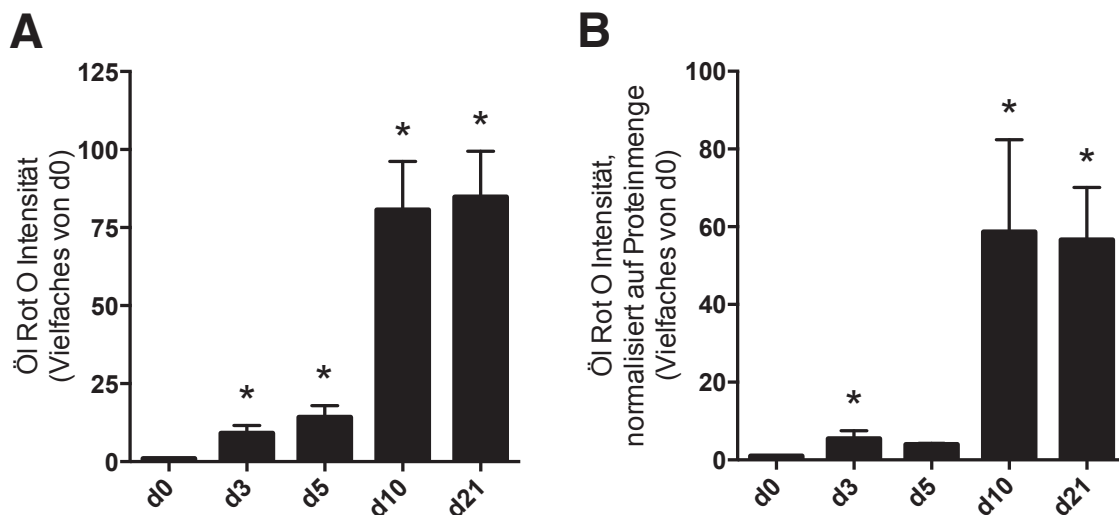 A
Öl Rot O Intensität
(Vielfaches von d0)
125
100
75
50
25
0
*
*
*
*
d0
d3
d5
d10
d21
B
Öl Rot O Intensität,
normalisiert auf Proteinmenge
(Vielfaches von d0)
100
80
60
40
20
0
*
*
*
d0
d3
d5
d10
d21